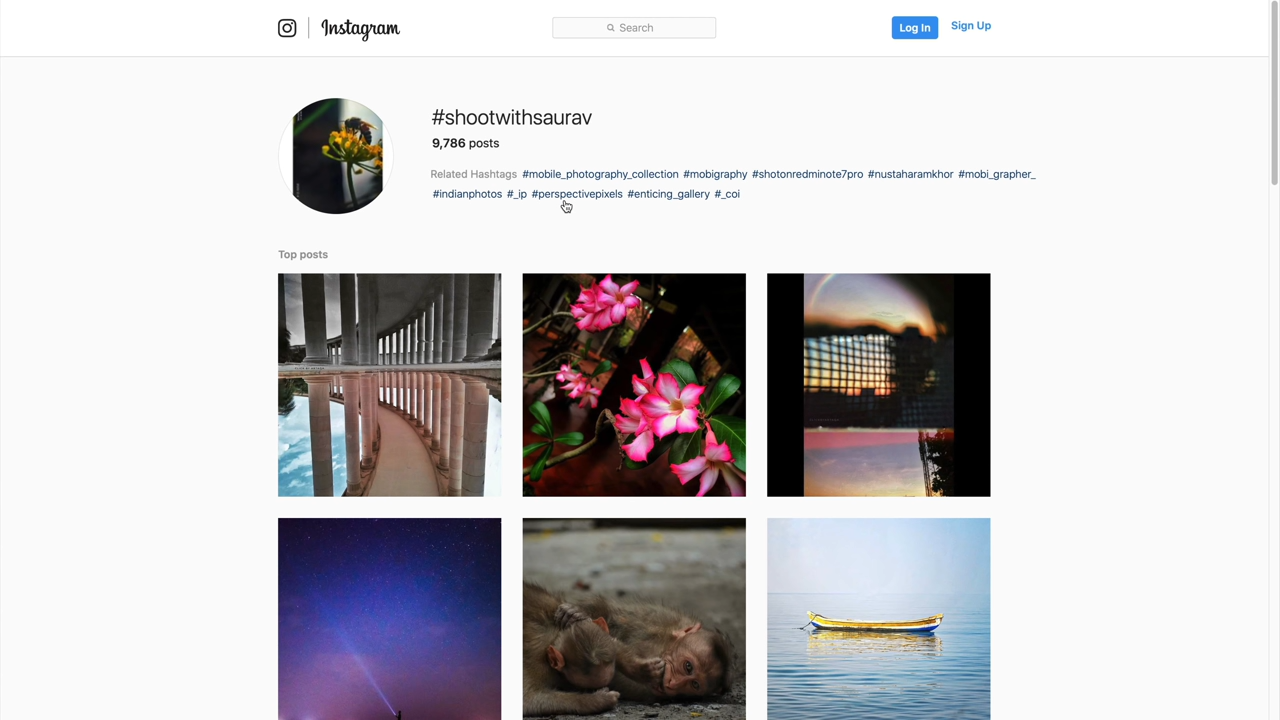 Instagram
Search
Log In
Sign Up
#shootwithsaurav
9,786 posts
Related Hashtags #mobile_photography_collection #mobigraphy #shotonredminote7pro #nustaharamkhor #mobi_grapher_
#indianphotos #_ip #perspectivepixels #enticing_gallery #_coi
Top posts